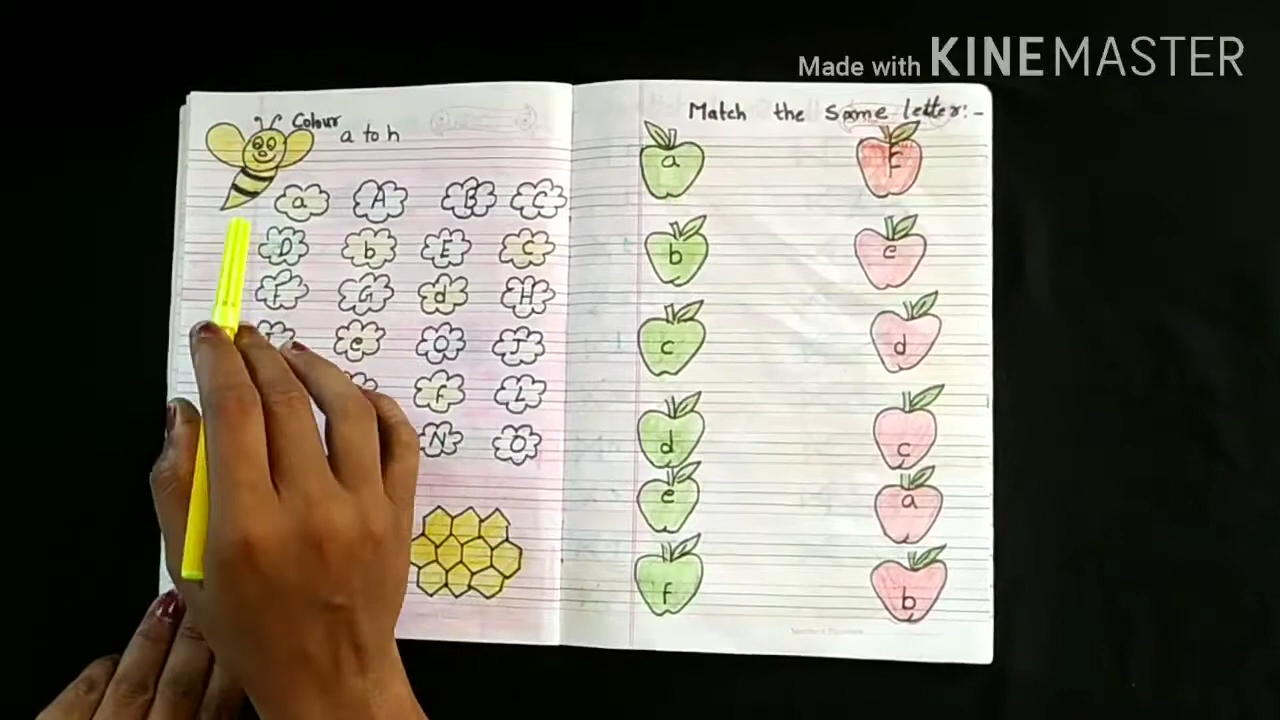 Made with KINEMASTER
Colour
a to h
a A B C
D b E c
F G d H
e O J
f L
N O
Match the Same letter:-
a F
b e
c d
d c
e a
f b